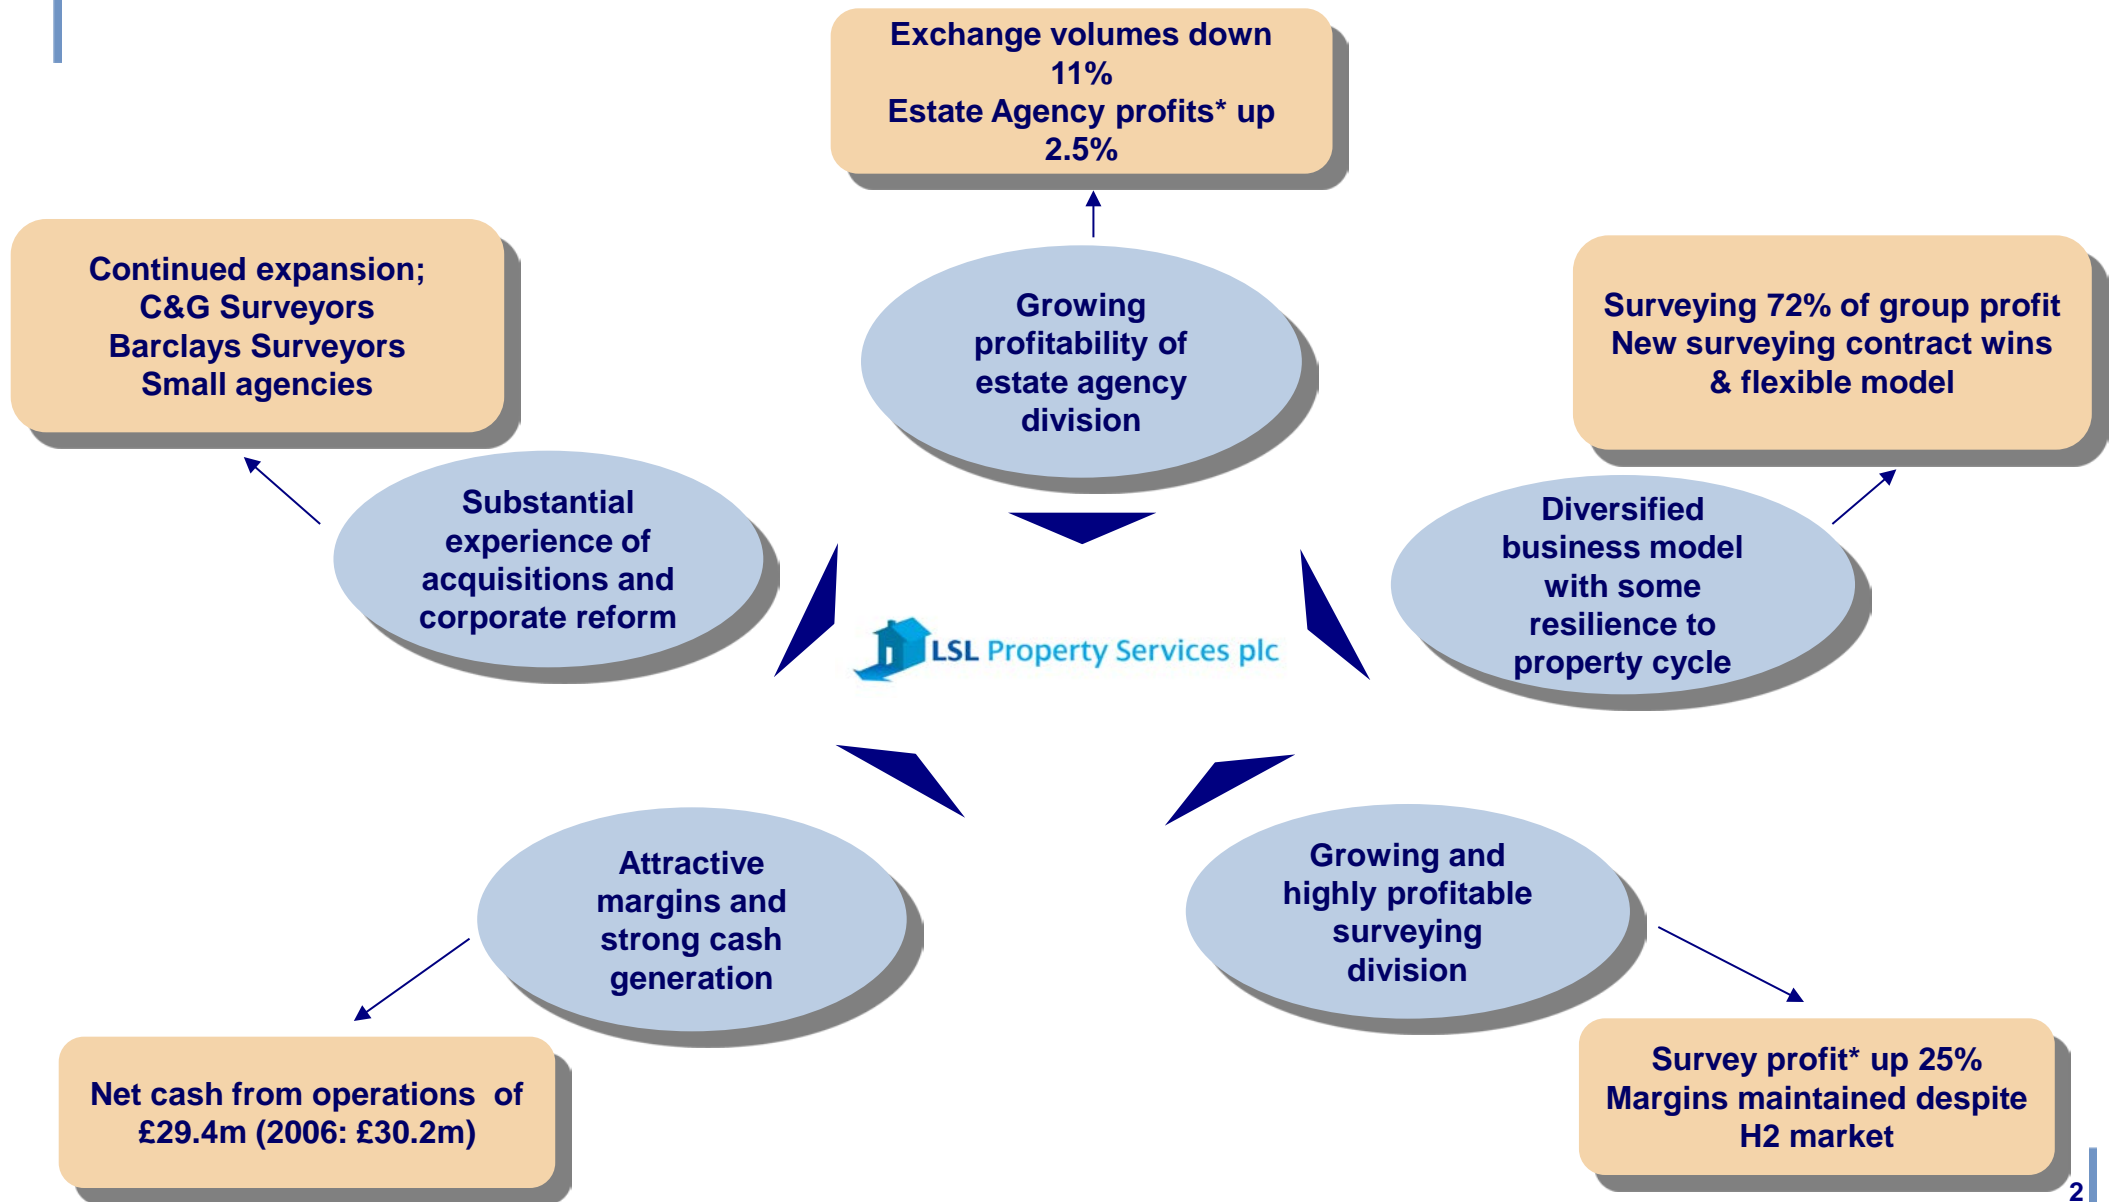 Exchange volumes down
11%
Estate Agency profits* up
2.5%
Continued expansion;
C&G Surveyors
Barclays Surveyors
Small agencies
Growing
profitability of
estate agency
division
Surveying 72% of group profit
New surveying contract wins
& flexible model
Substantial
experience of
acquisitions and
corporate reform
Diversified
business model
with some
resilience to
property cycle
LSL Property Services plc
Attractive
margins and
strong cash
generation
Growing and
highly profitable
surveying
division
Net cash from operations of
£29.4m (2006: £30.2m)
Survey profit* up 25%
Margins maintained despite
H2 market
2